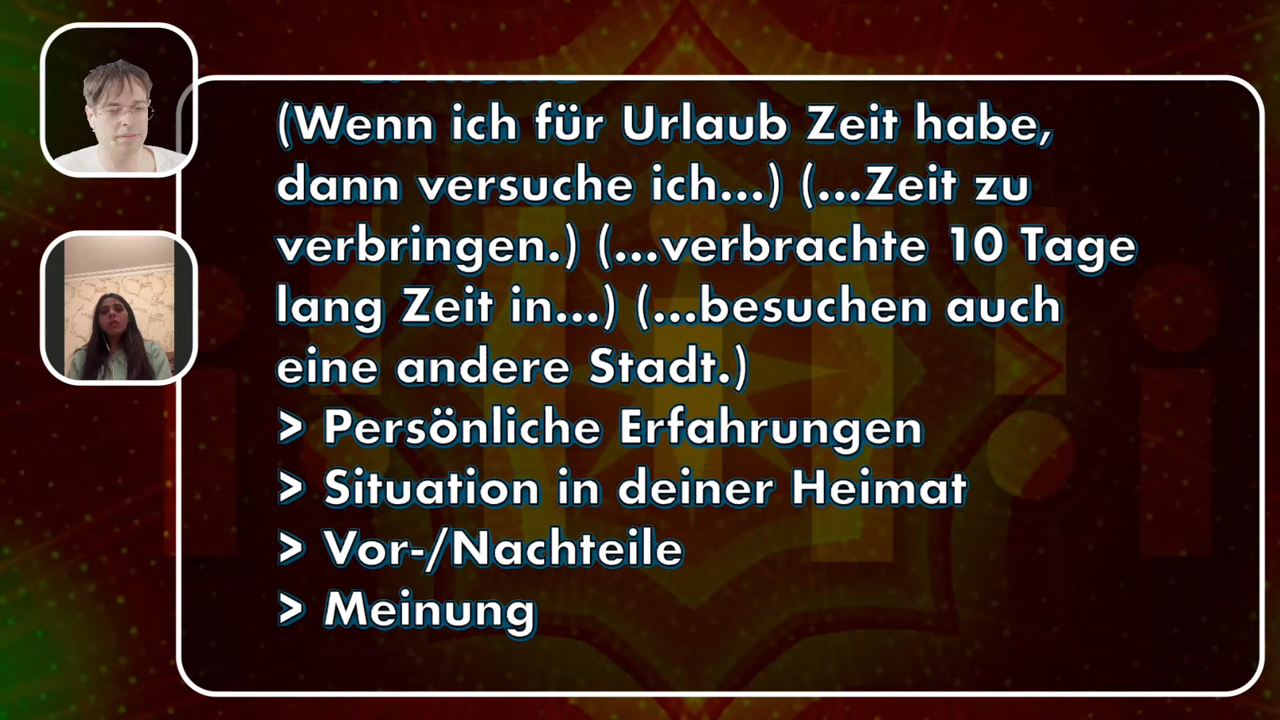 (Wenn ich für Urlaub Zeit habe,
dann versuche ich...) (...Zeit zu
verbringen.) (...verbrachte 10 Tage
lang Zeit in...) (...besuchen auch
eine andere Stadt.)
> Persönliche Erfahrungen
> Situation in deiner Heimat
> Vor-/Nachteile
> Meinung